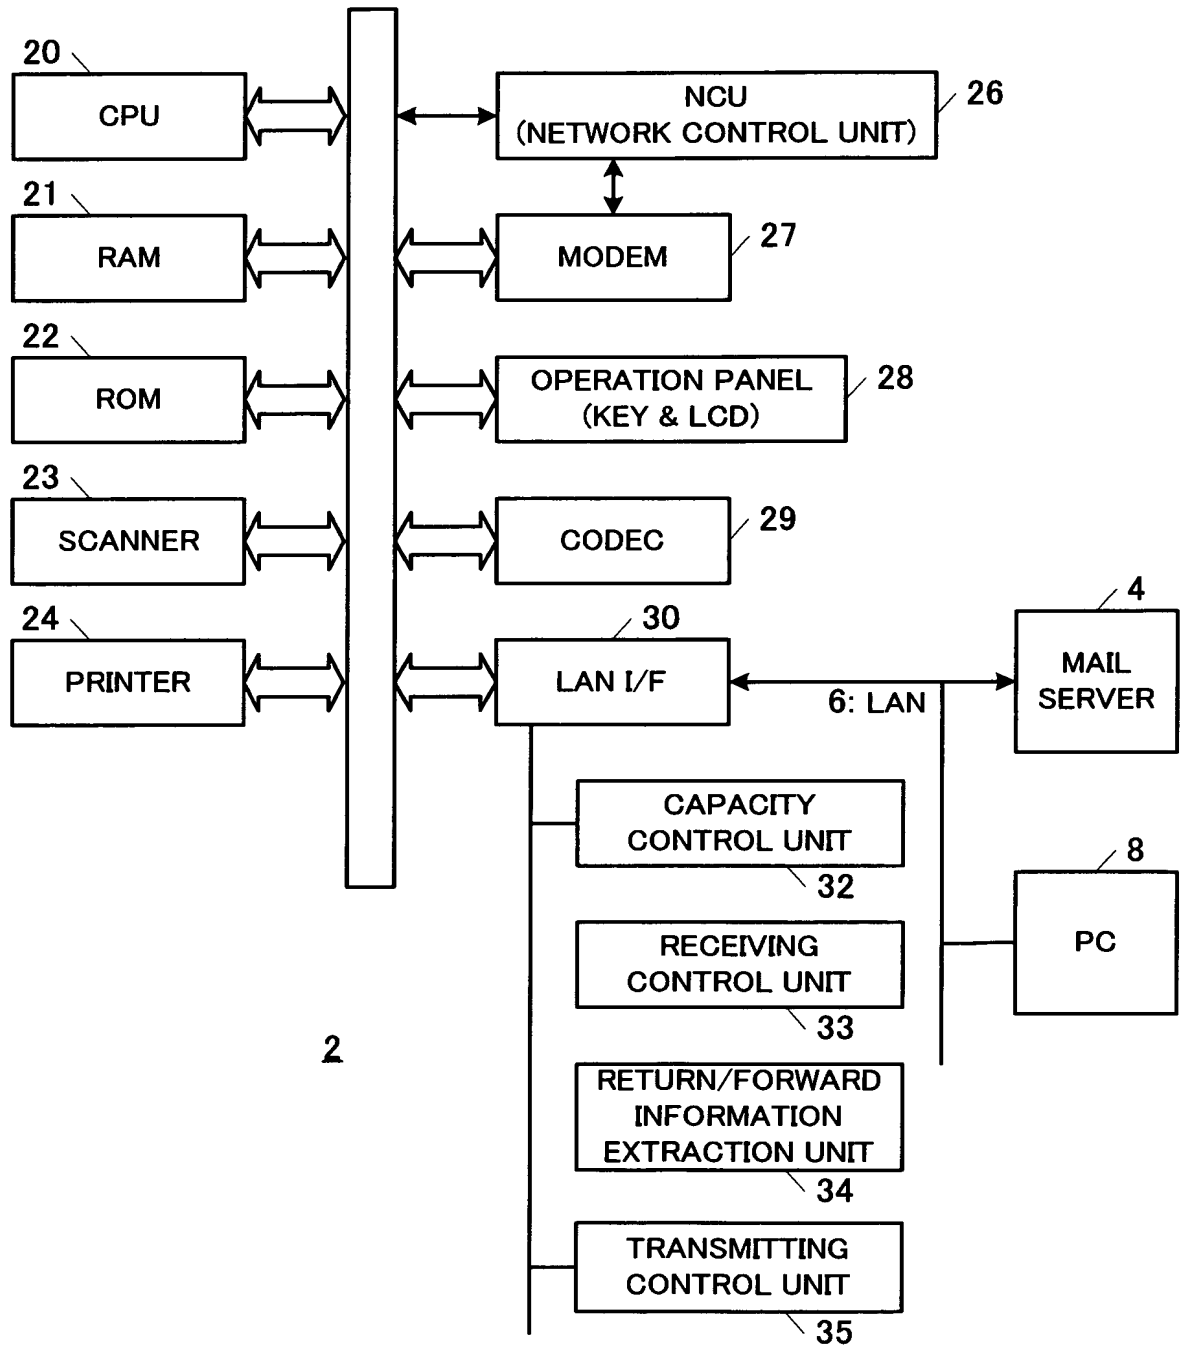 20
CPU
21
RAM
22
ROM
23
SCANNER
24
PRINTER
NCU
(NETWORK CONTROL UNIT)
26
MODEM
27
OPERATION PANEL
(KEY & LCD)
28
CODEC
29
30
LAN I/F
6: LAN
4
MAIL
SERVER
8
PC
CAPACITY
CONTROL UNIT
32
RECEIVING
CONTROL UNIT
33
RETURN/FORWARD
INFORMATION
EXTRACTION UNIT
34
TRANSMITTING
CONTROL UNIT
35
2